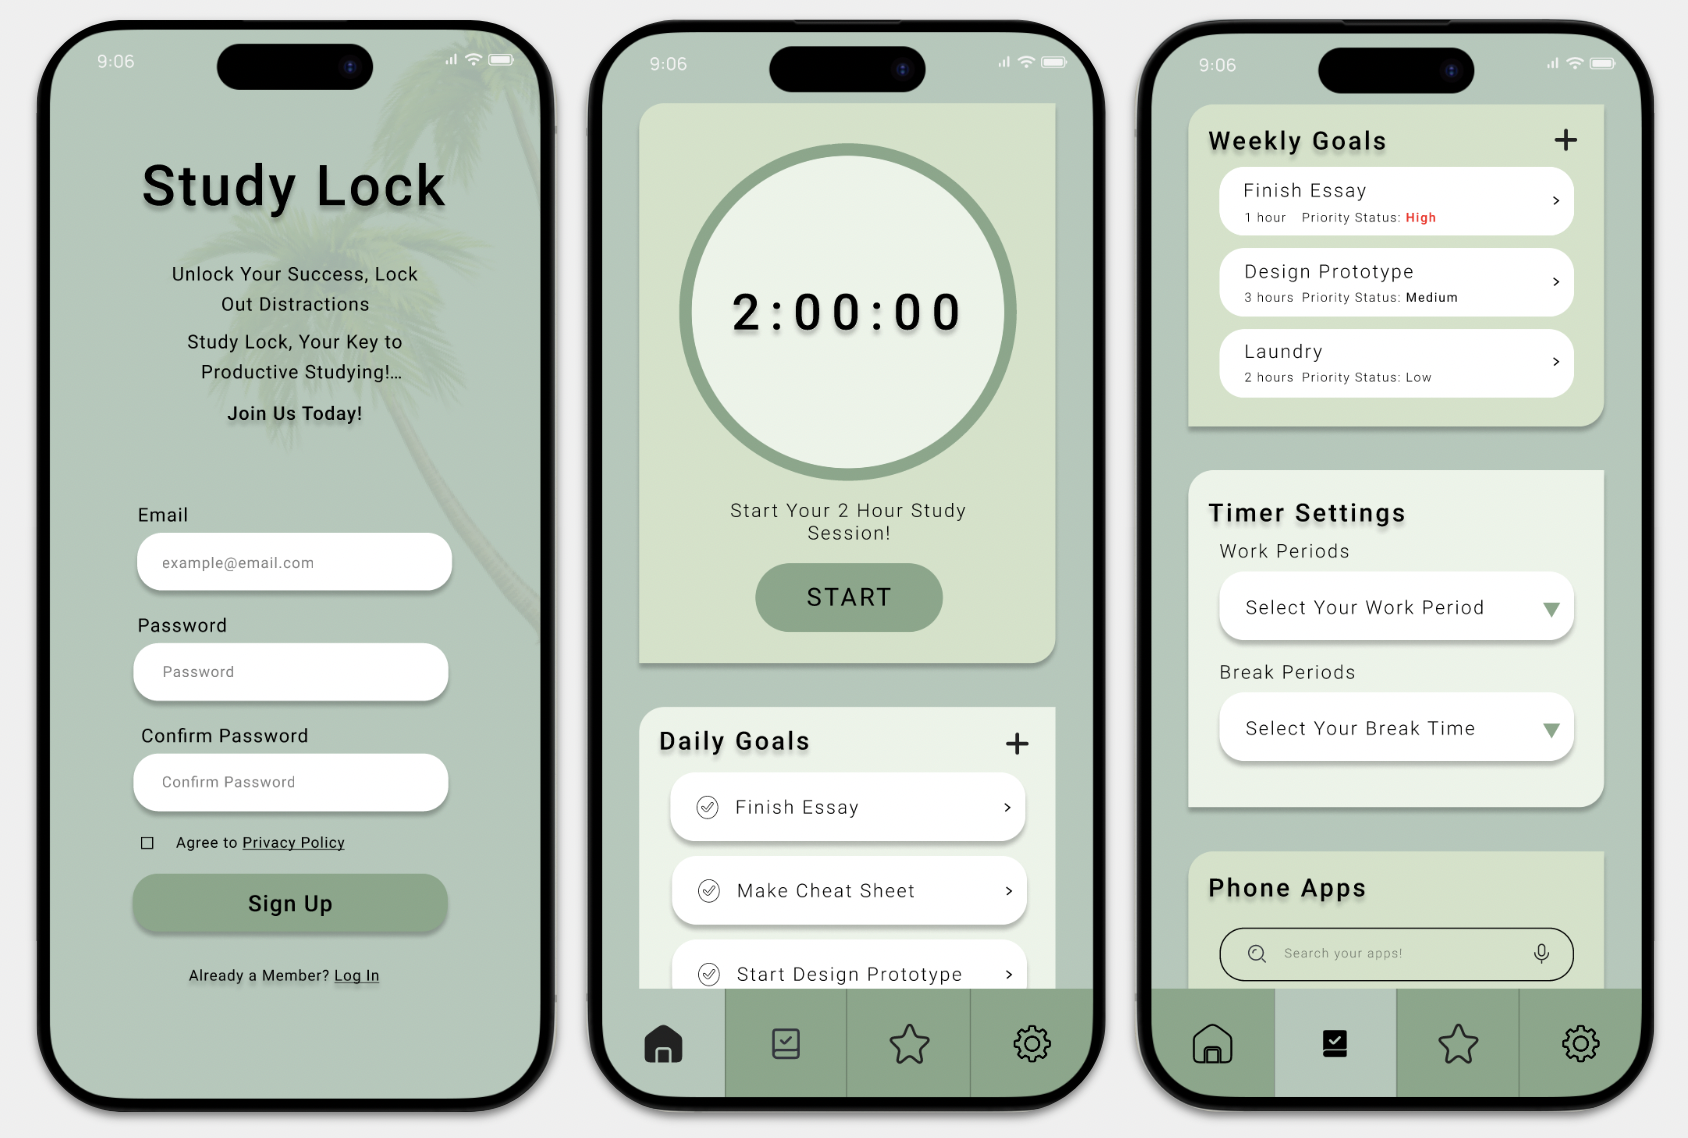 9:06
Study Lock
Unlock Your Success, Lock
Out Distractions
Study Lock, Your Key to
Productive Studying!...
Join Us Today!
Email
example@email.com
Password
Password
Confirm Password
Confirm Password
Agree to Privacy Policy
Sign Up
Already a Member? Log In
9:06
2:00:00
Start Your 2 Hour Study
Session!
START
Daily Goals
Finish Essay
Make Cheat Sheet
Start Design Prototype
9:06
Weekly Goals
Finish Essay
1 hour Priority Status: High
Design Prototype
3 hours Priority Status: Medium
Laundry
2 hours Priority Status: Low
Timer Settings
Work Periods
Select Your Work Period
Break Periods
Select Your Break Time
Phone Apps
Search your apps!